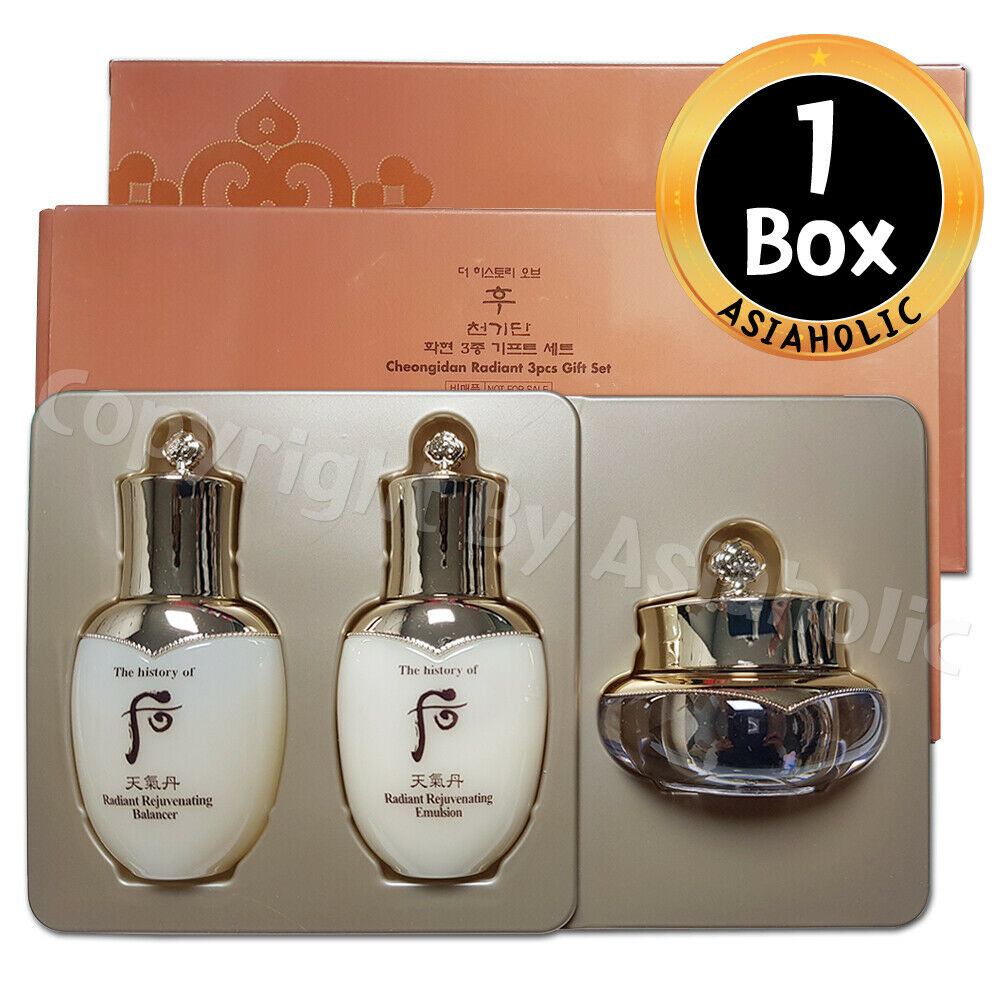 1
Box
ASIAHOLIC
더 히스토리 오브
후
천기단
화현 3종 기프트 세트
Cheongidan Radiant 3pcs Gift Set
비매품 NOT FOR SALE
Copyright By Asiaholic
The history of
후
天氣丹
Radiant Rejuvenating
Balancer
The history of
후
天氣丹
Radiant Rejuvenating
Emulsion